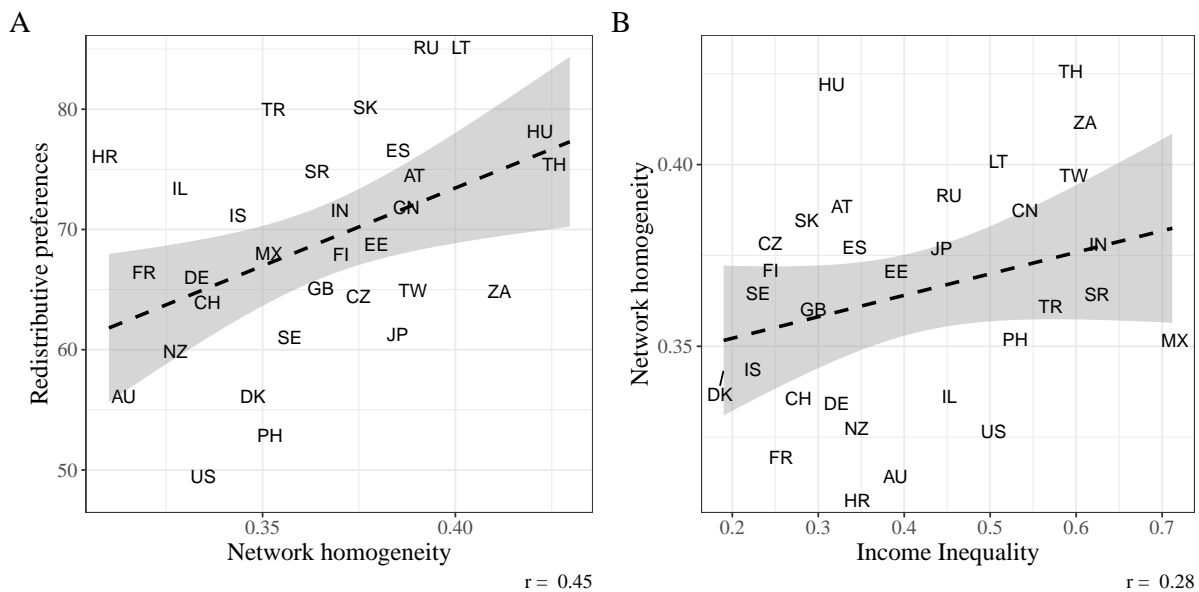 A
Redistributive preferences
80
70
60
50
RU LT
TR
SK
HU
HR
ES
SR
AT
TH
IL
IS
IN
CN
MX
FI
EE
FR
DE
CH
GB
CZ
TW
ZA
NZ
SE
JP
AU
DK
PH
US
0.35 0.40
Network homogeneity
r = 0.45
B
Network homogeneity
0.40
0.35
TH
HU
ZA
LT
TW
RU
AT
SK
CN
CZ
ES
JP
IN
FI
EE
SE
SR
GB
TR
PH
MX
IS
DK
CH
DE
IL
NZ
US
FR
AU
HR
0.2 0.3 0.4 0.5 0.6 0.7
Income Inequality
r = 0.28